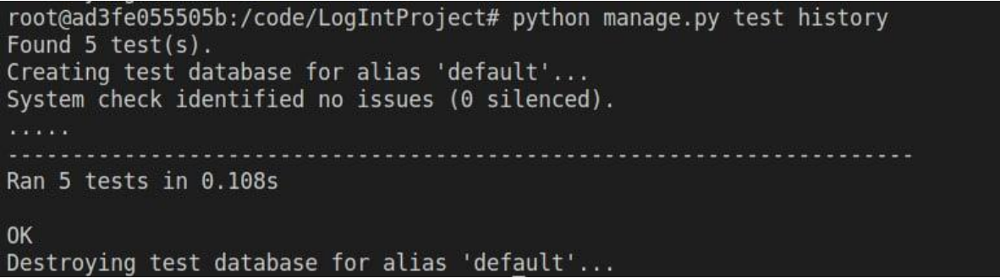 root@ad3fe055505b:/code/LogIntProject# python manage.py test history
Found 5 test(s).
Creating test database for alias 'default'...
System check identified no issues (0 silenced).
.....
----------------------------------------------------------------------
Ran 5 tests in 0.108s

OK
Destroying test database for alias 'default'...